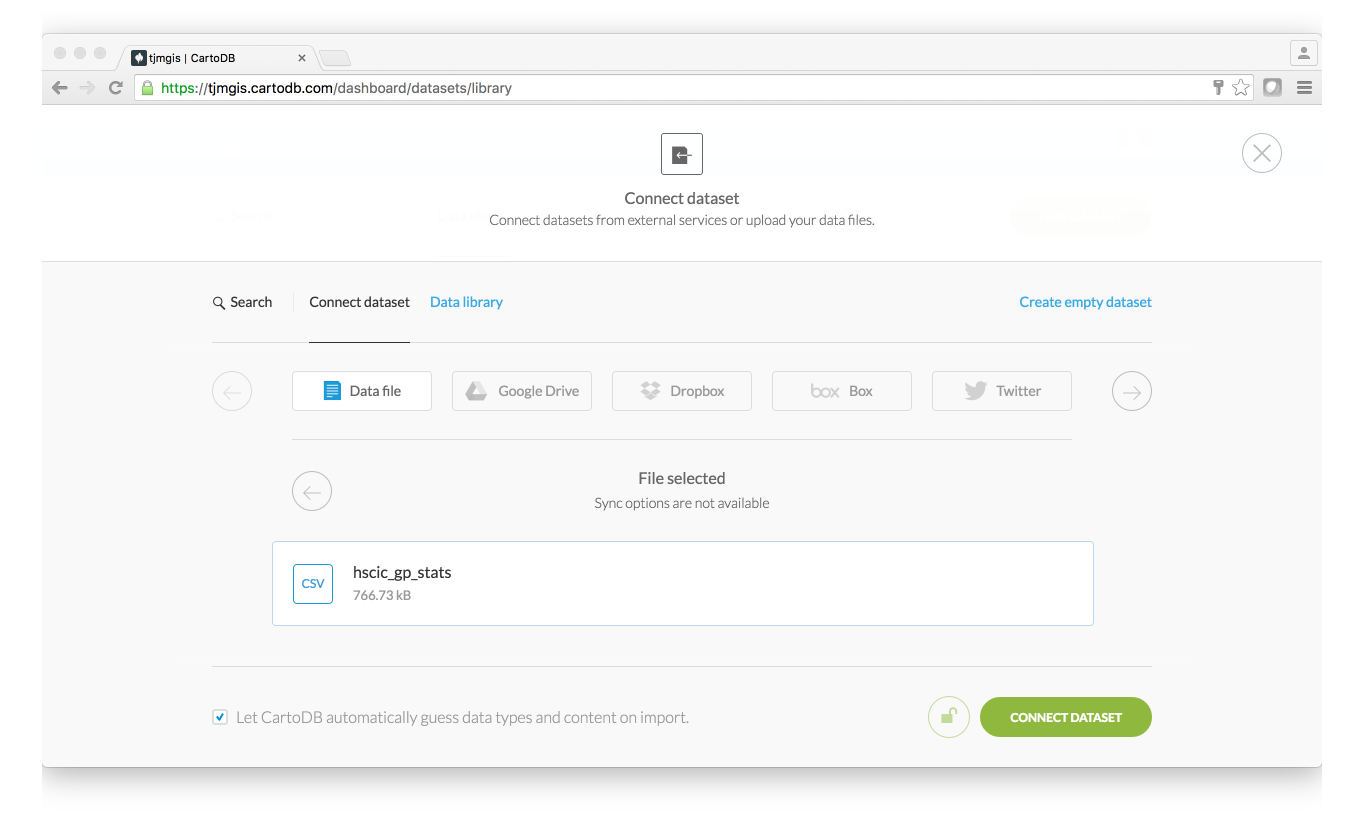 tjmgis | CartoDB
https://tjmgis.cartodb.com/dashboard/datasets/library
Connect dataset
Connect datasets from external services or upload your data files.
Search Connect dataset Data library Create empty dataset
Data file Google Drive Dropbox box Box Twitter
File selected
Sync options are not available
CSV hscic_gp_stats
766.73 kB
Let CartoDB automatically guess data types and content on import. CONNECT DATASET